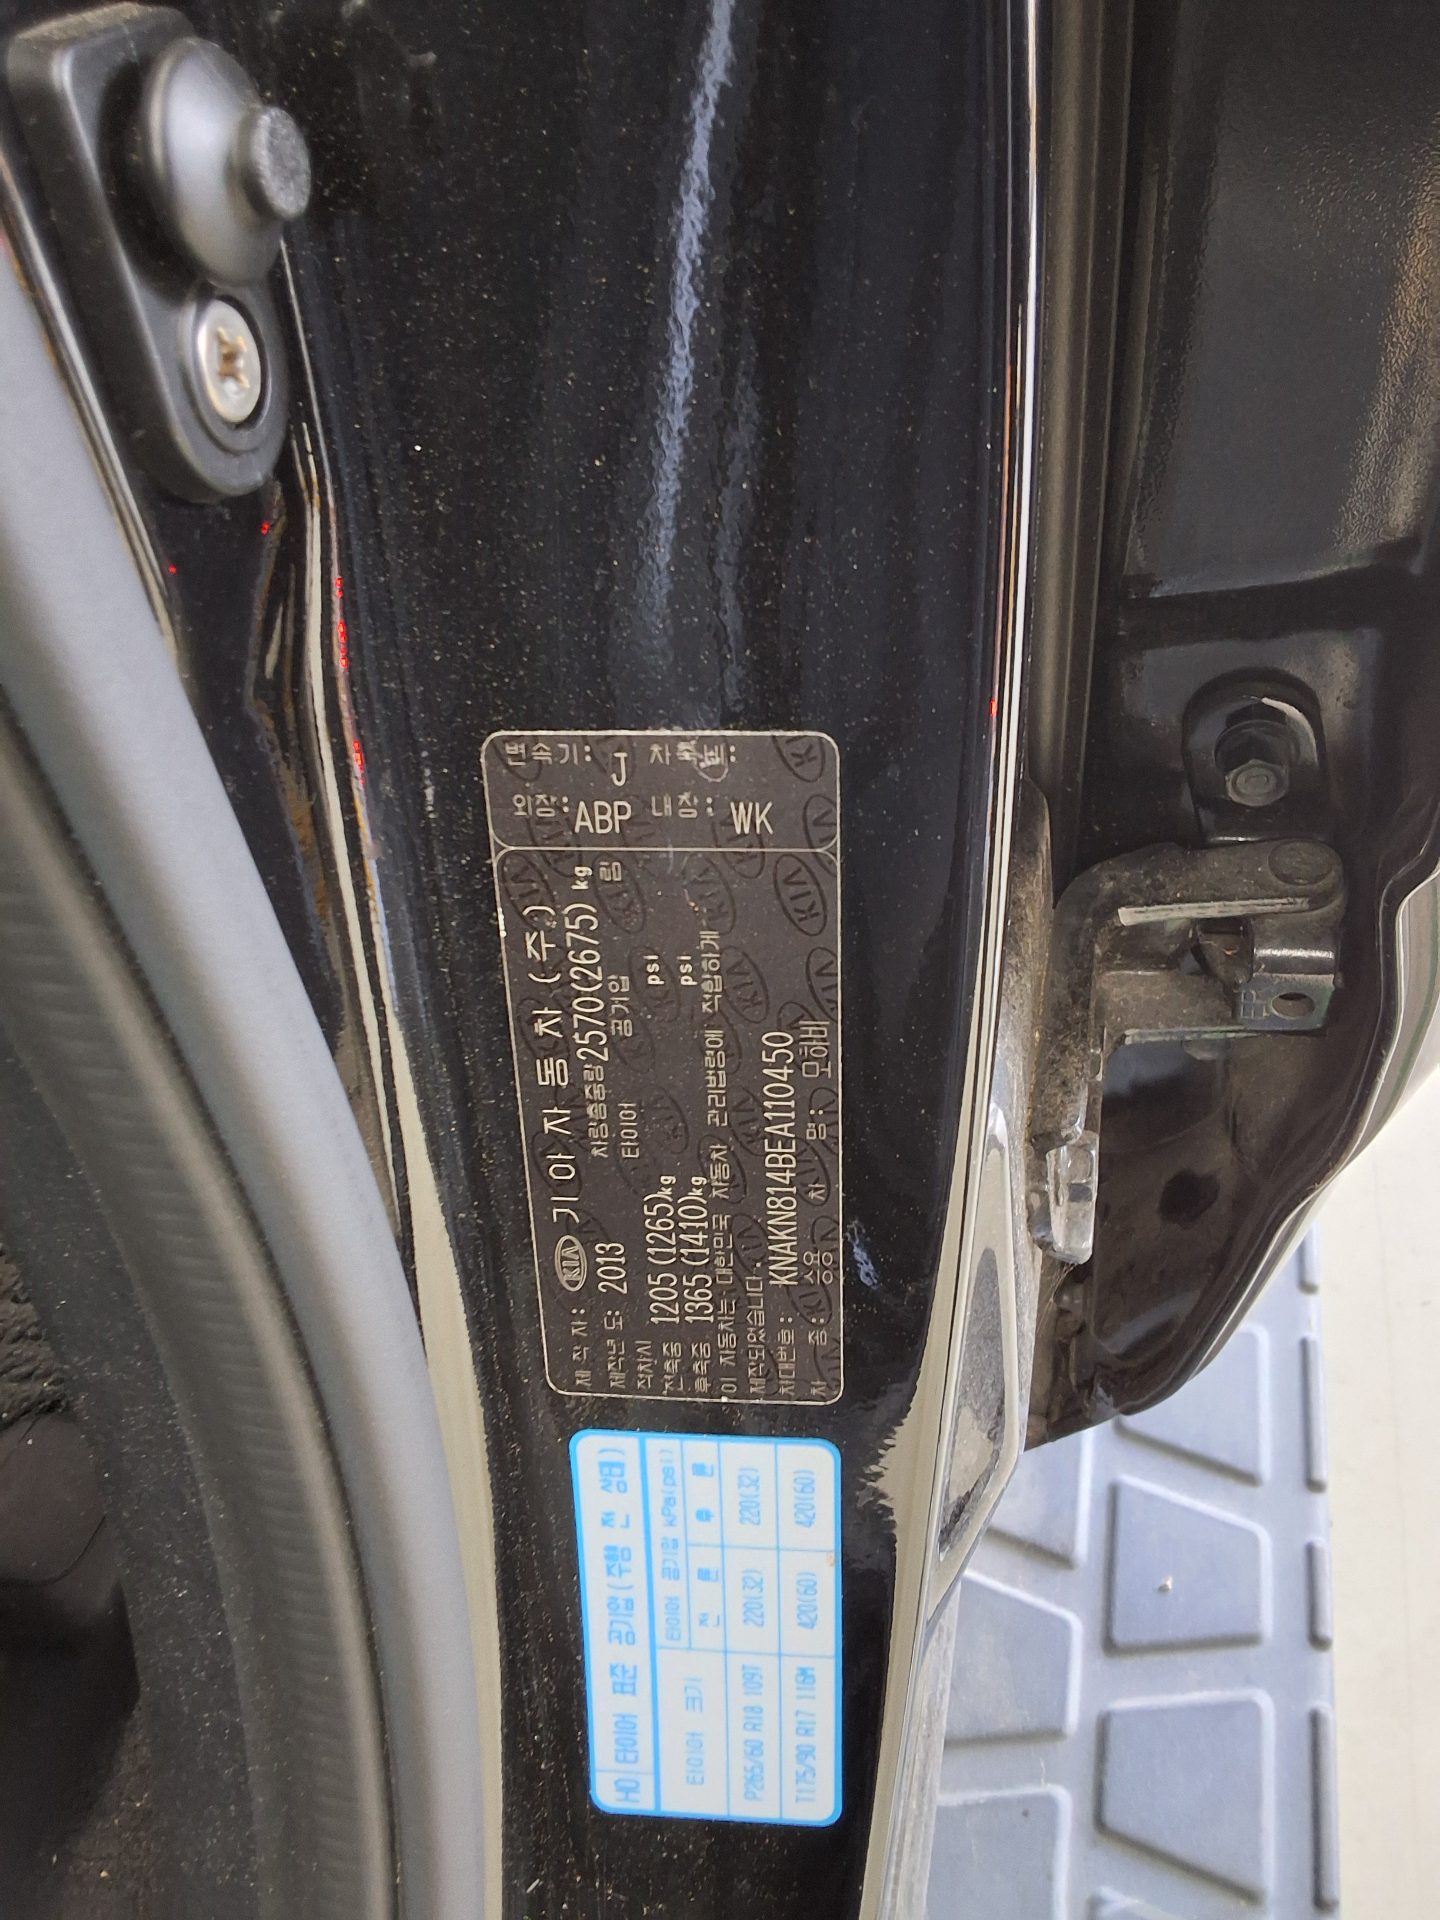 제 작 자: KIA 기아자동차(주)
제작년도: 2013 차량총중량 2570(2675) kg
적차시 타이어 공기압 림
전축중 1205(1265)kg psi
후축중 1365(1410)kg psi
이 자동차는 대한민국 자동차 관리법령에 적합하게
제작되었습니다.
차대번호: KNAKN814BEA110450
차 종: 승용 차 명: 모하비
외장: ABP 내장: WK
변속기: J 차축비:
HO 타이어 표준 공기압(주행 전 상태)
타이어 크기 타이어 공기압 kPa(psi)
전 륜 후 륜
P265/60 R18 109T 220(32) 220(32)
T175/90 R17 116M 420(60) 420(60)